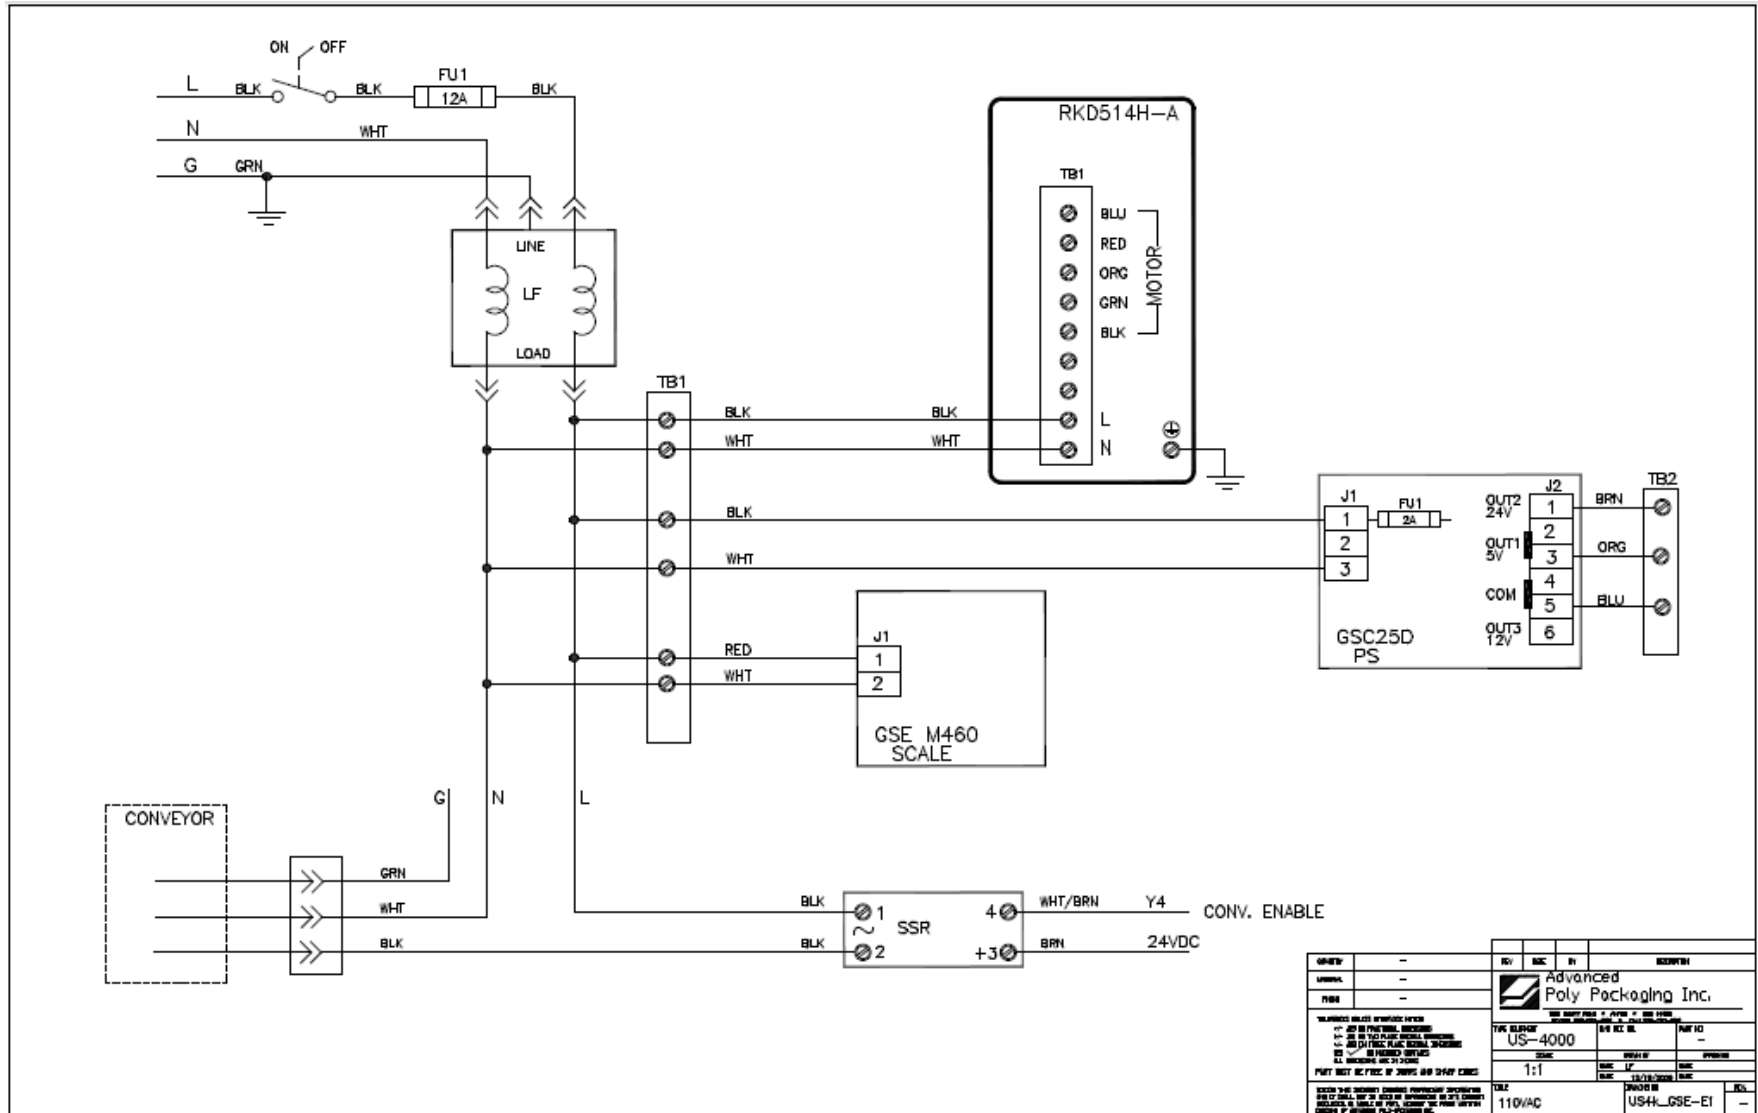 ON OFF
L BLK BLK FU1 12A BLK
N WHT
G GRN
LINE
LF
LOAD
RKD514H-A
TB1
BLU
RED
ORG
GRN
BLK
MOTOR
L
N
TB1
BLK BLK
WHT WHT
BLK
WHT
RED
WHT
J1
1
2
GSE M460
SCALE
J1
1
2
3
FU1
2A
GSC25D
PS
J2
OUT2
24V
OUT1
5V
COM
OUT3
12V
1
2
3
4
5
6
BRN
ORG
BLU
TB2
G N L
CONVEYOR
GRN
WHT
BLK
BLK
BLK
1
2
SSR
4
+3
WHT/BRN Y4
BRN 24VDC
CONV. ENABLE
Advanced
Poly Packaging Inc.
US-4000
1:1
110VAC
US4k_GSE-E1